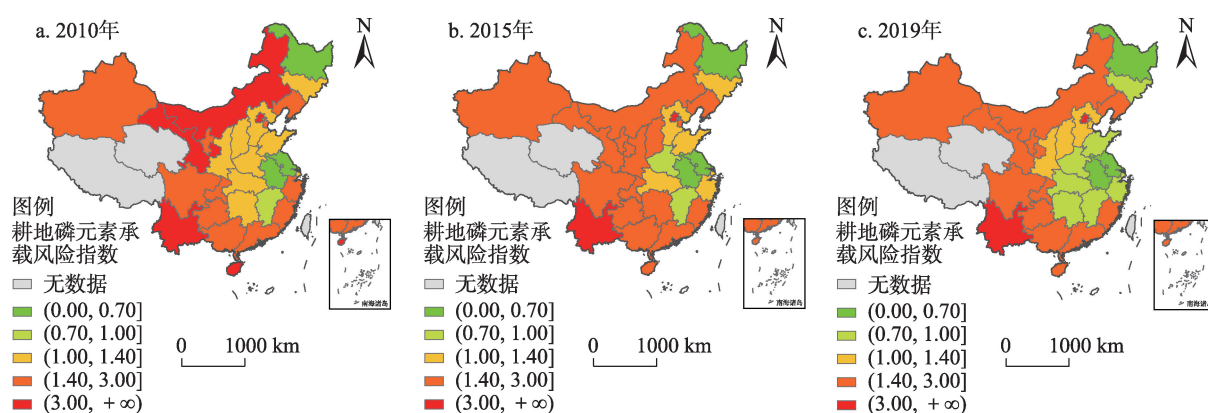 a. 2010年
N
图例
耕地磷元素承
载风险指数
无数据
(0.00, 0.70]
(0.70, 1.00]
(1.00, 1.40]
(1.40, 3.00]
(3.00, +∞)
0 1000 km
南海诸岛
b. 2015年
N
图例
耕地磷元素承
载风险指数
无数据
(0.00, 0.70]
(0.70, 1.00]
(1.00, 1.40]
(1.40, 3.00]
(3.00, +∞)
0 1000 km
南海诸岛
c. 2019年
N
图例
耕地磷元素承
载风险指数
无数据
(0.00, 0.70]
(0.70, 1.00]
(1.00, 1.40]
(1.40, 3.00]
(3.00, +∞)
0 1000 km
南海诸岛